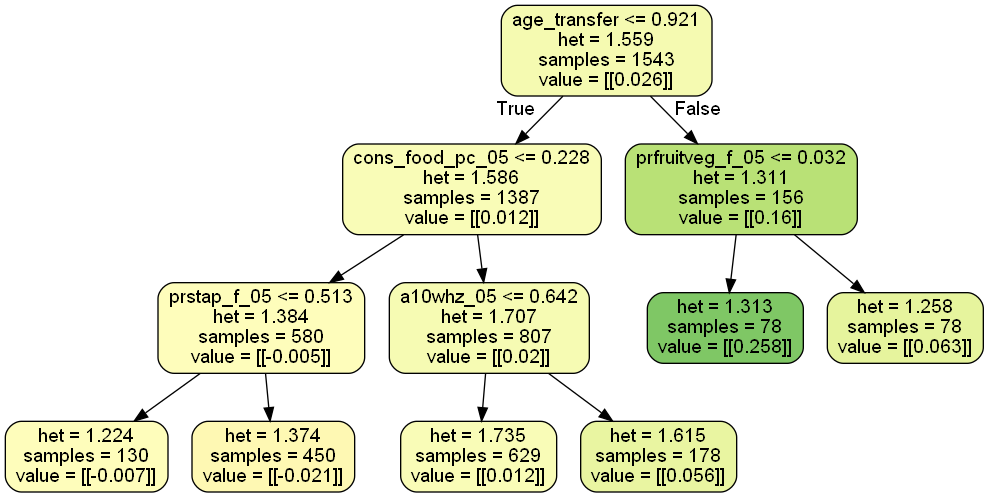 age_transfer <= 0.921
het = 1.559
samples = 1543
value = [[0.026]]
True
False
cons_food_pc_05 <= 0.228
het = 1.586
samples = 1387
value = [[0.012]]
prfruitveg_f_05 <= 0.032
het = 1.311
samples = 156
value = [[0.16]]
prstap_f_05 <= 0.513
het = 1.384
samples = 580
value = [[-0.005]]
a10whz_05 <= 0.642
het = 1.707
samples = 807
value = [[0.02]]
het = 1.313
samples = 78
value = [[0.258]]
het = 1.258
samples = 78
value = [[0.063]]
het = 1.224
samples = 130
value = [[-0.007]]
het = 1.374
samples = 450
value = [[-0.021]]
het = 1.735
samples = 629
value = [[0.012]]
het = 1.615
samples = 178
value = [[0.056]]